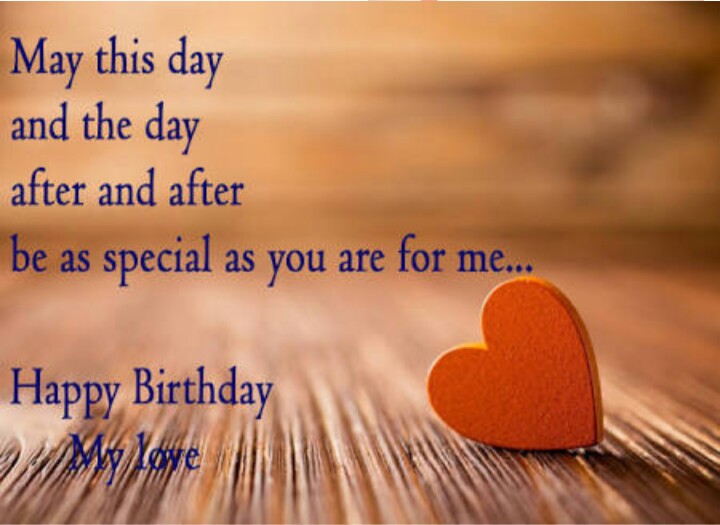 May this day
and the day
after and after
be as special as you are for me...
Happy Birthday
My love